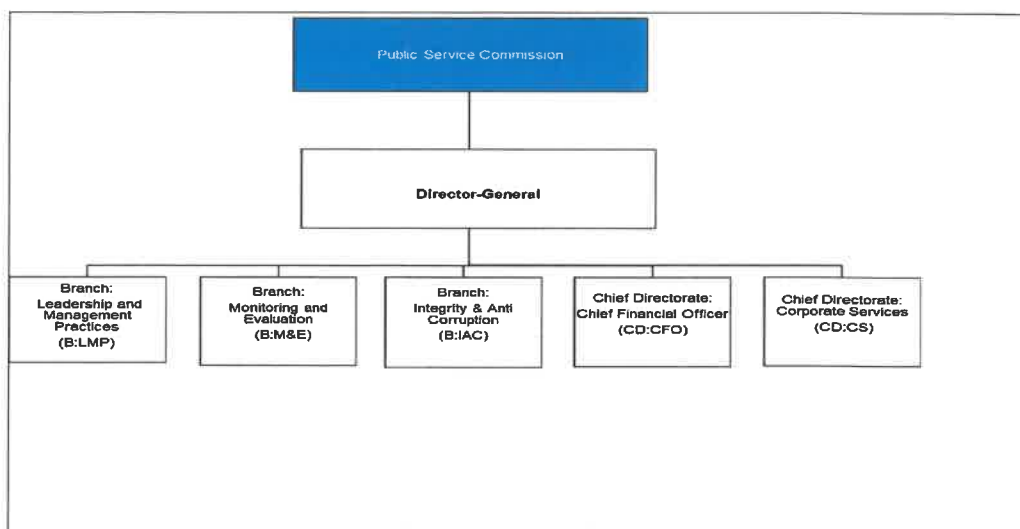 Public Service Commission
Director-General
Branch:
Leadership and
Management
Practices
(B:LMP)
Branch:
Monitoring and
Evaluation
(B:M&E)
Branch:
Integrity & Anti
Corruption
(B:IAC)
Chief Directorate:
Chief Financial Officer
(CD:CFO)
Chief Directorate:
Corporate Services
(CD:CS)